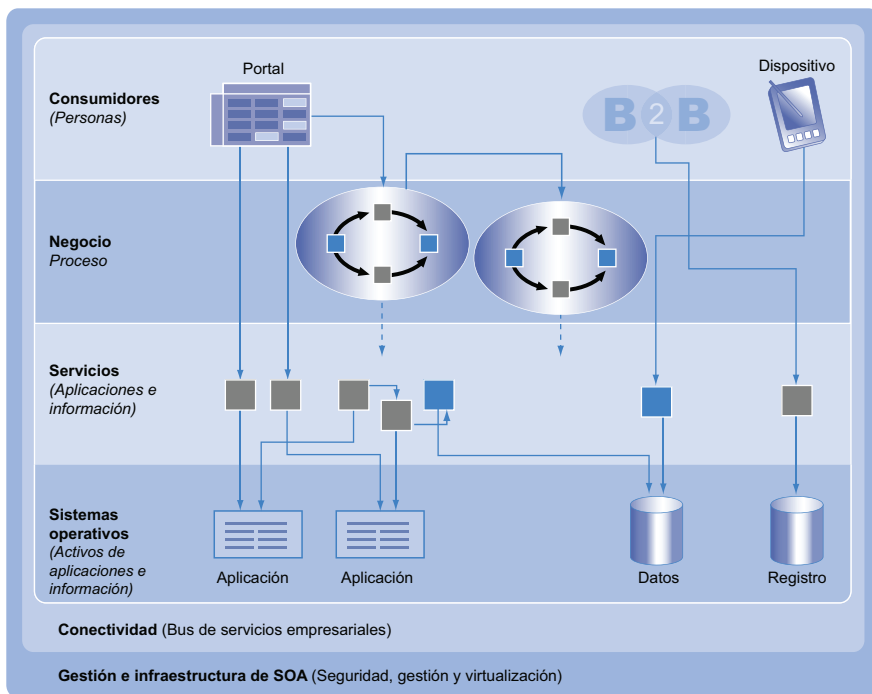 Portal
Dispositivo
Consumidores
(Personas)
B 2 B
Negocio
Proceso
Servicios
(Aplicaciones e
información)
Sistemas
operativos
(Activos de
aplicaciones e
información)
Aplicación
Aplicación
Datos
Registro
Conectividad (Bus de servicios empresariales)
Gestión e infraestructura de SOA (Seguridad, gestión y virtualización)